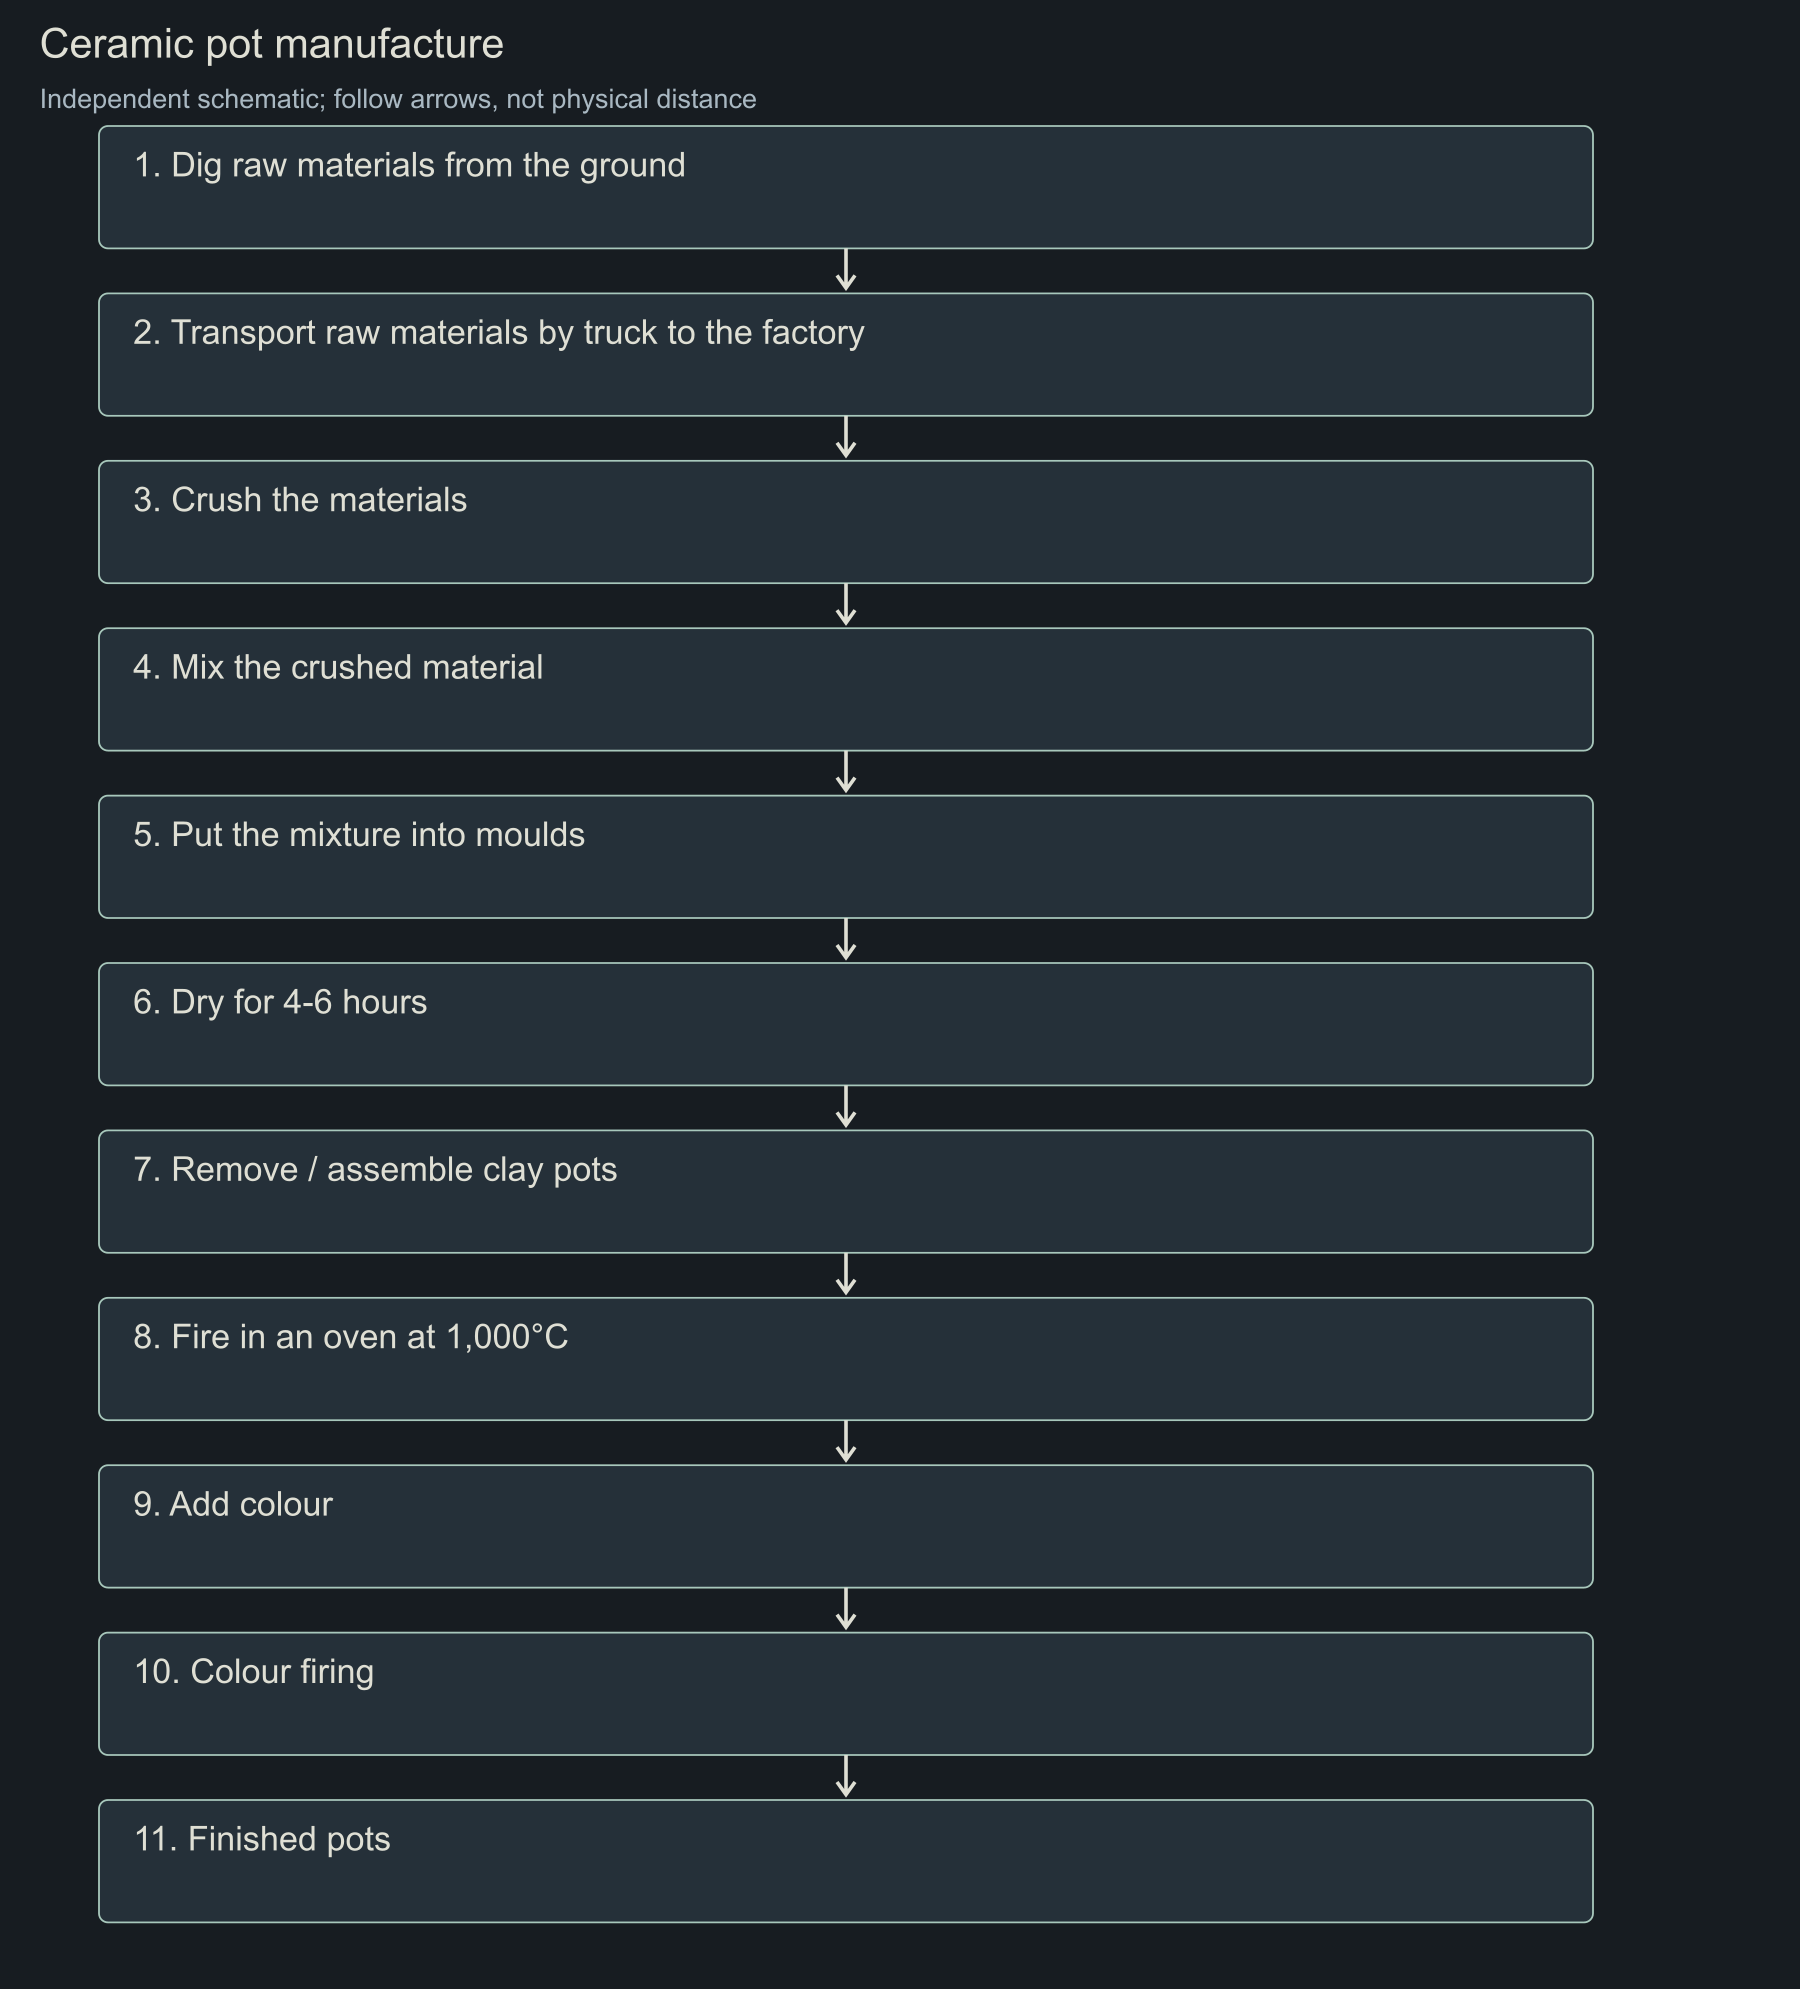 Ceramic pot manufacture
Independent schematic; follow arrows, not physical distance
1. Dig raw materials from the ground
2. Transport raw materials by truck to the factory
3. Crush the materials
4. Mix the crushed material
5. Put the mixture into moulds
6. Dry for 4-6 hours
7. Remove / assemble clay pots
8. Fire in an oven at 1,000°C
9. Add colour
10. Colour firing
11. Finished pots